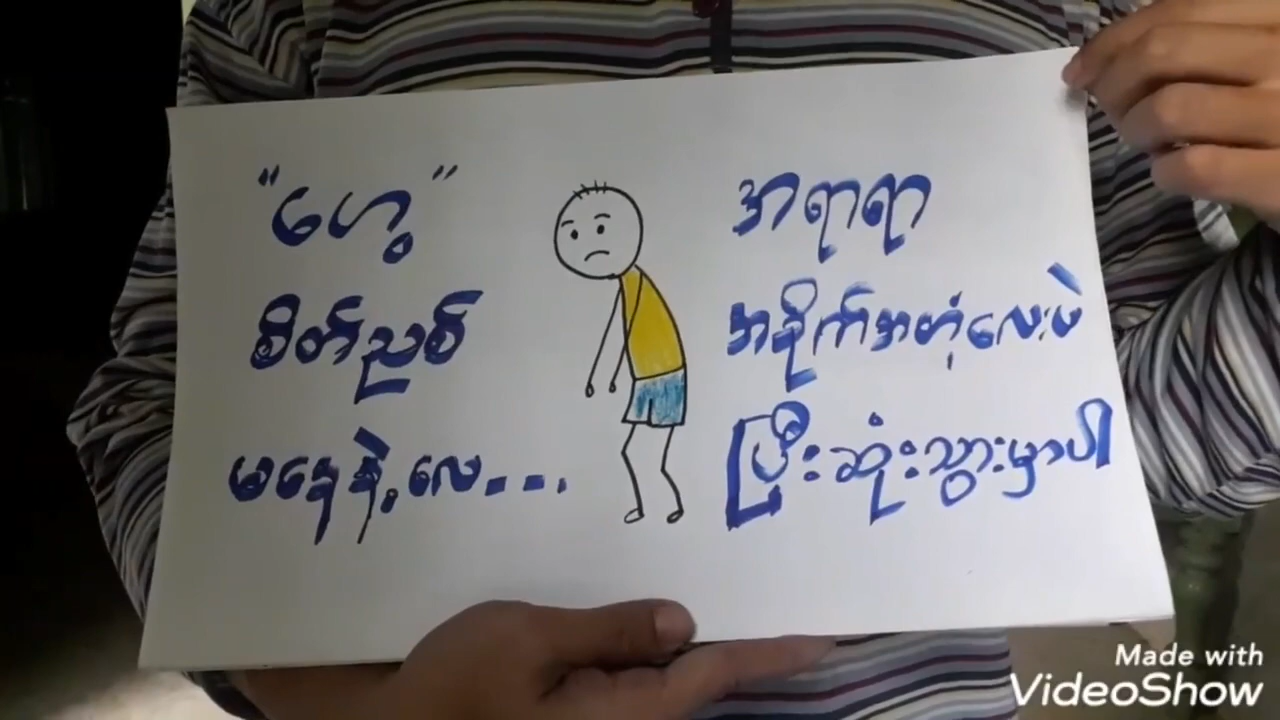 "ဟေ့"
စိတ်ညစ်
မနေနဲ့လေ....
အရာရာ
အခိုက်အတံ့လေးပဲ
ပြီးဆုံးသွားမှာပါ
Made with
VideoShow